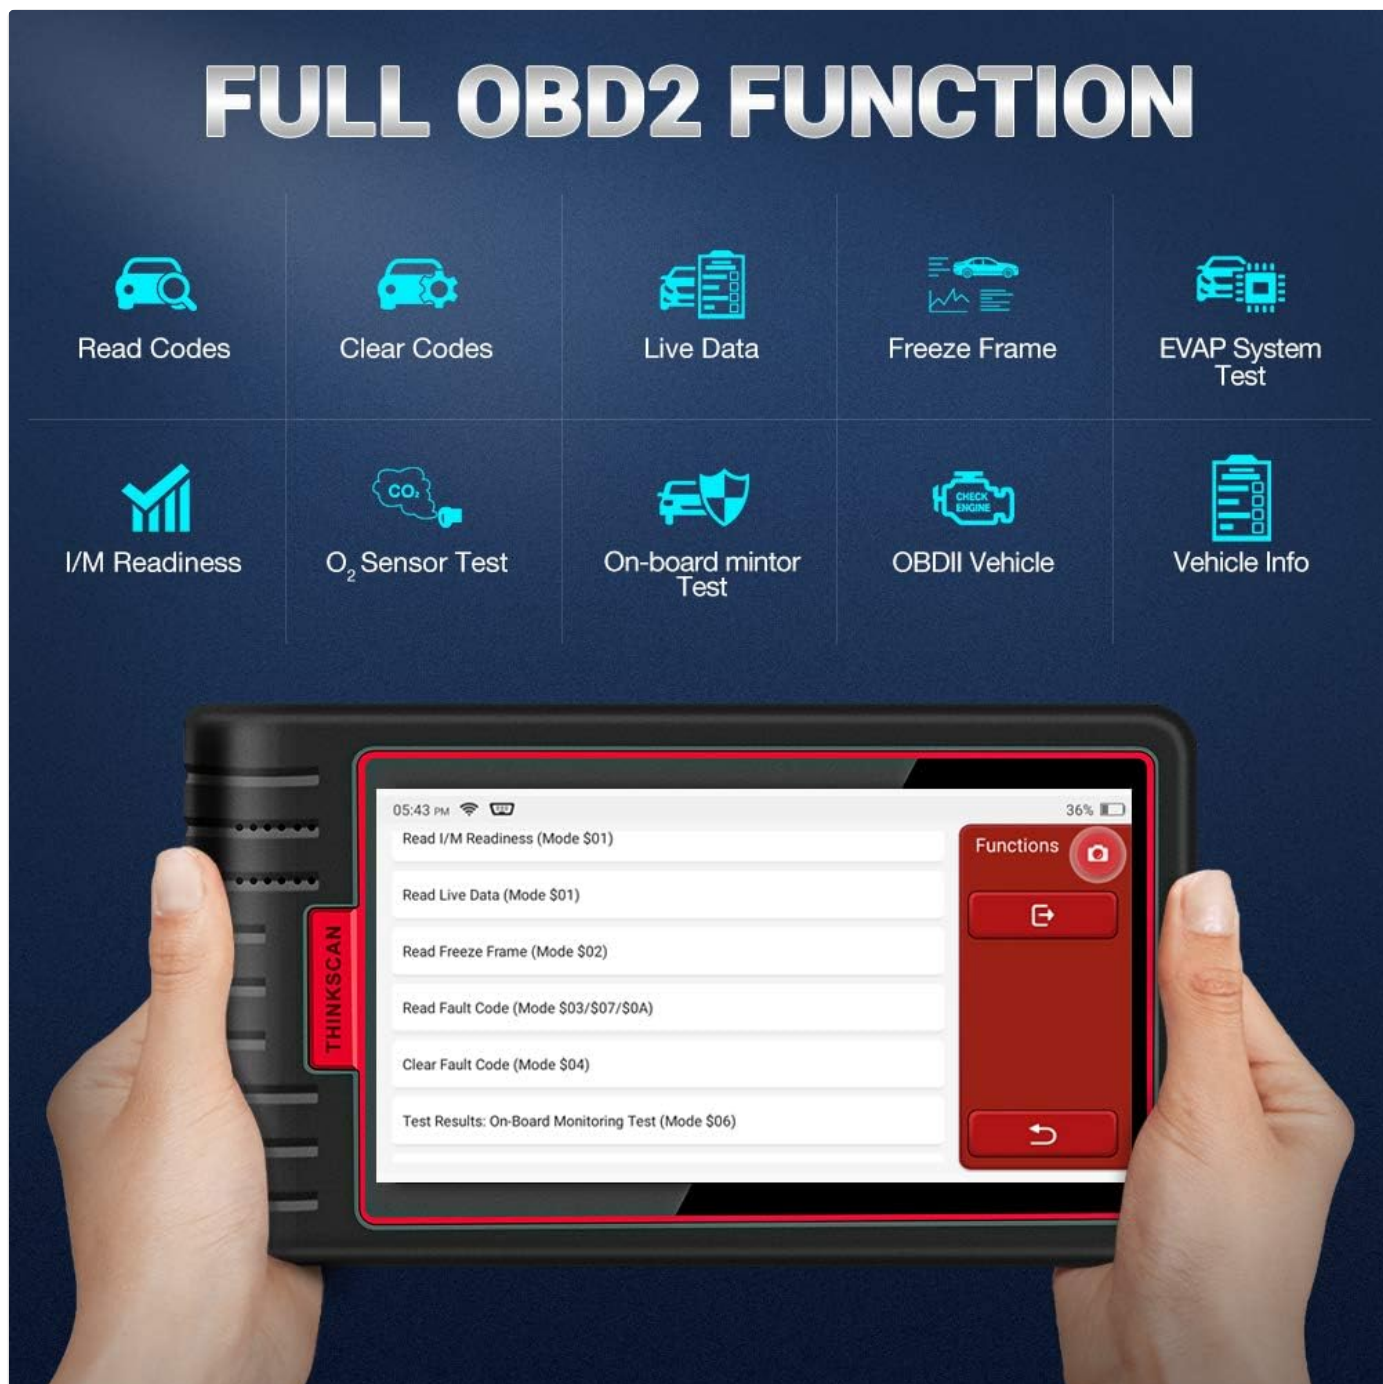 FULL OBD2 FUNCTION
Read Codes
Clear Codes
Live Data
Freeze Frame
EVAP System
Test
I/M Readiness
CO₂
O₂ Sensor Test
On-board mintor
Test
CHECK
ENGINE
OBDII Vehicle
Vehicle Info
05:43 PM
36%
Read I/M Readiness (Mode $01)
Functions
Read Live Data (Mode $01)
Read Freeze Frame (Mode $02)
Read Fault Code (Mode $03/$07/$0A)
Clear Fault Code (Mode $04)
Test Results: On-Board Monitoring Test (Mode $06)
THINKSCAN